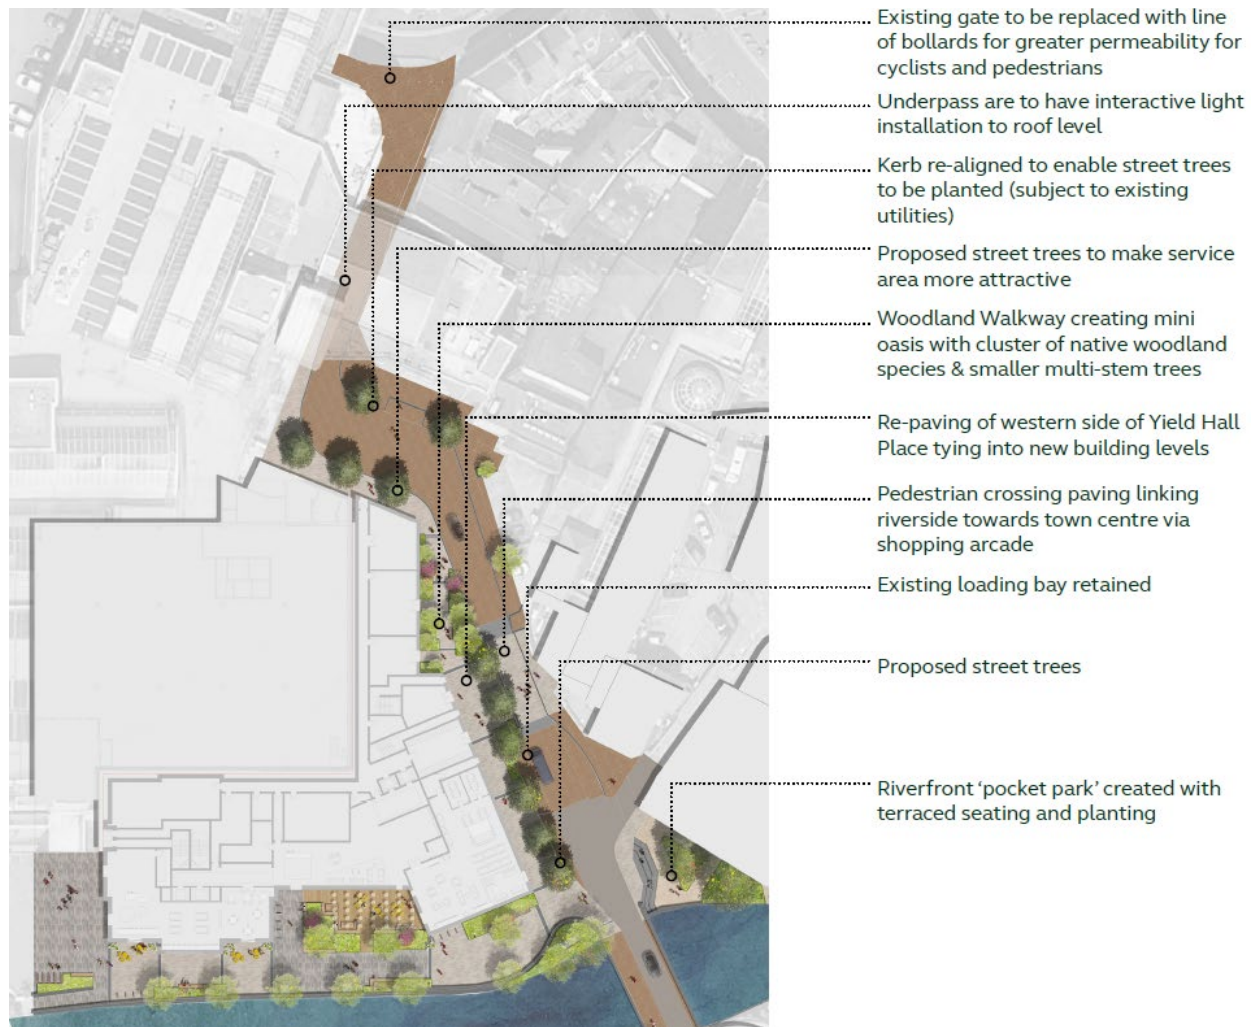 Existing gate to be replaced with line
of bollards for greater permeability for
cyclists and pedestrians
Underpass are to have interactive light
installation to roof level
Kerb re-aligned to enable street trees
to be planted (subject to existing
utilities)
Proposed street trees to make service
area more attractive
Woodland Walkway creating mini
oasis with cluster of native woodland
species & smaller multi-stem trees
Re-paving of western side of Yield Hall
Place tying into new building levels
Pedestrian crossing paving linking
riverside towards town centre via
shopping arcade
Existing loading bay retained
Proposed street trees
Riverfront ‘pocket park’ created with
terraced seating and planting